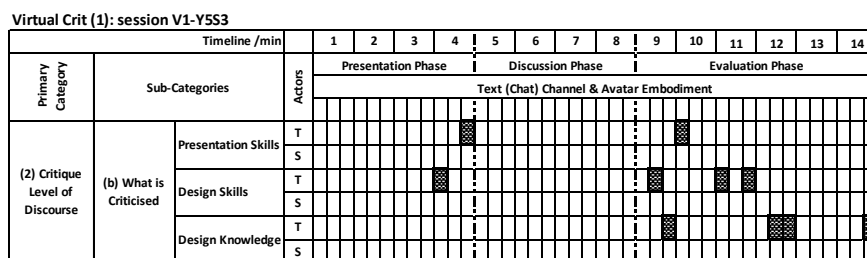 Virtual Crit (1): session V1-Y5S3
Timeline /min 1 2 3 4 5 6 7 8 9 10 11 12 13 14
Primary Category
Sub-Categories
Actors
Presentation Phase Discussion Phase Evaluation Phase
Text (Chat) Channel & Avatar Embodiment
(2) Critique Level of Discourse
(b) What is Criticised
Presentation Skills
T
S
Design Skills
T
S
Design Knowledge
T
S